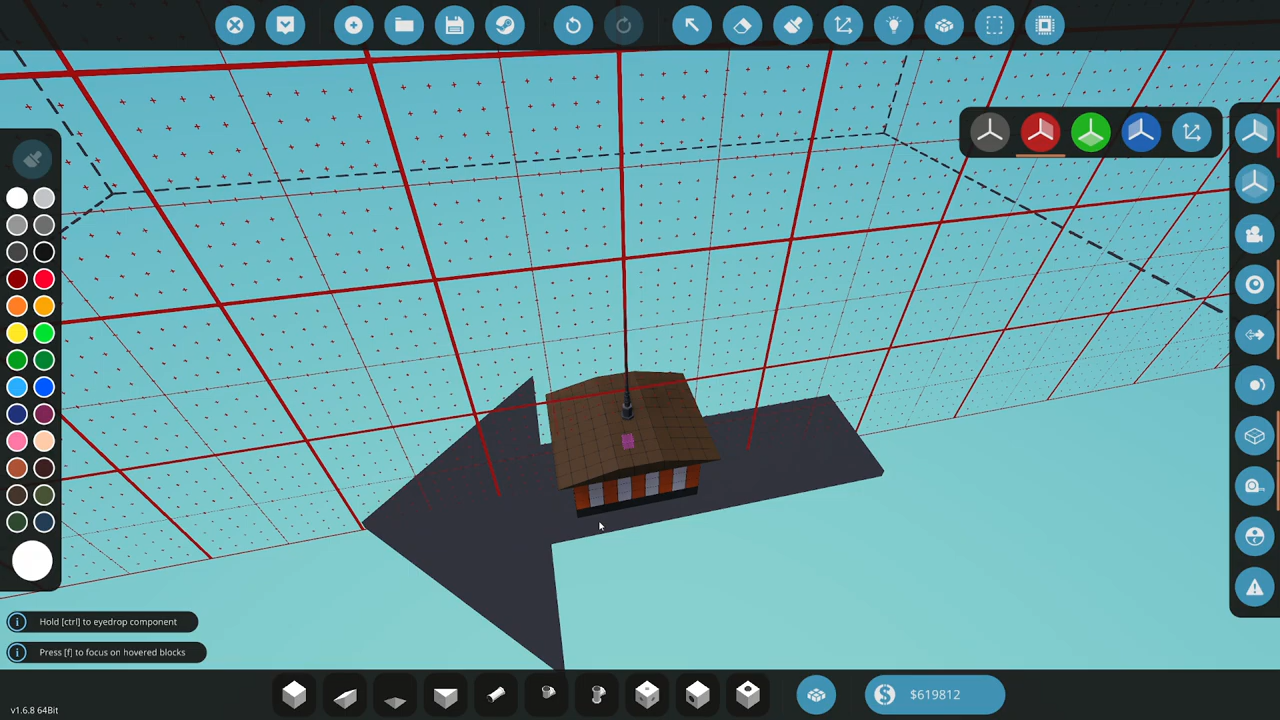 Hold [ctrl] to eyedrop component
Press [f] to focus on hovered blocks
$619812
v1.6.8 64Bit